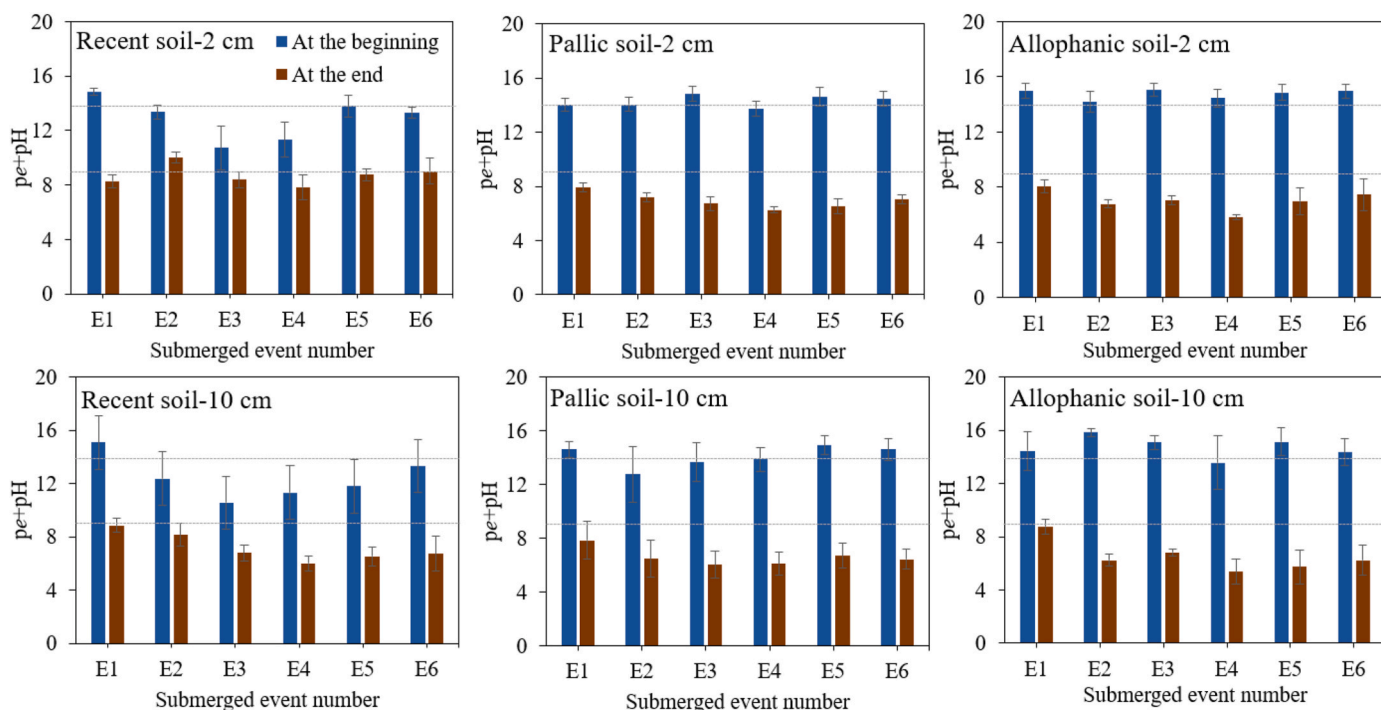 Recent soil-2 cm
At the beginning
At the end
pe+pH
20
16
12
8
4
0
E1 E2 E3 E4 E5 E6
Submerged event number
Pallic soil-2 cm
pe+pH
20
16
12
8
4
0
E1 E2 E3 E4 E5 E6
Submerged event number
Allophanic soil-2 cm
pe+pH
20
16
12
8
4
0
E1 E2 E3 E4 E5 E6
Submerged event number
Recent soil-10 cm
pe+pH
20
16
12
8
4
0
E1 E2 E3 E4 E5 E6
Submerged event number
Pallic soil-10 cm
pe+pH
20
16
12
8
4
0
E1 E2 E3 E4 E5 E6
Submerged event number
Allophanic soil-10 cm
pe+pH
20
16
12
8
4
0
E1 E2 E3 E4 E5 E6
Submerged event number